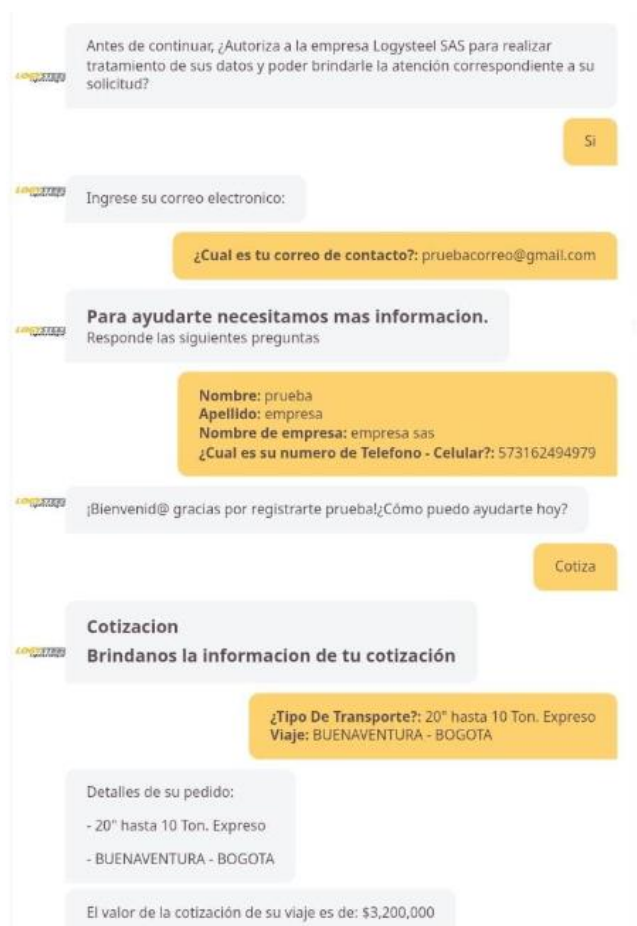 Antes de continuar, ¿Autoriza a la empresa Logysteel SAS para realizar
tratamiento de sus datos y poder brindarle la atención correspondiente a su
solicitud?
Si
Ingrese su correo electronico:
¿Cual es tu correo de contacto?: pruebacorreo@gmail.com
Para ayudarte necesitamos mas informacion.
Responde las siguientes preguntas
Nombre: prueba
Apellido: empresa
Nombre de empresa: empresa sas
¿Cual es su numero de Telefono - Celular?: 573162494979
¡Bienvenid@ gracias por registrarte prueba!¿Cómo puedo ayudarte hoy?
Cotiza
Cotizacion
Brindanos la informacion de tu cotización
¿Tipo De Transporte?: 20" hasta 10 Ton. Expreso
Viaje: BUENAVENTURA - BOGOTA
Detalles de su pedido:
- 20" hasta 10 Ton. Expreso
- BUENAVENTURA - BOGOTA
El valor de la cotización de su viaje es de: $3,200,000